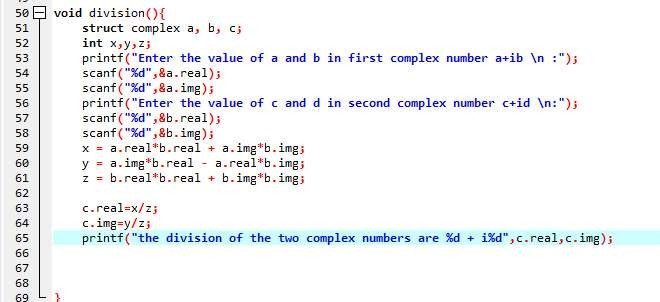 50 void division(){
51 struct complex a, b, c;
52 int x,y,z;
53 printf("Enter the value of a and b in first complex number a+ib \n :");
54 scanf("%d",&a.real);
55 scanf("%d",&a.img);
56 printf("Enter the value of c and d in second complex number c+id \n:");
57 scanf("%d",&b.real);
58 scanf("%d",&b.img);
59 x = a.real*b.real + a.img*b.img;
60 y = a.img*b.real - a.real*b.img;
61 z = b.real*b.real + b.img*b.img;
62
63 c.real=x/z;
64 c.img=y/z;
65 printf("the division of the two complex numbers are %d + i%d",c.real,c.img);
66
67
68
69 }